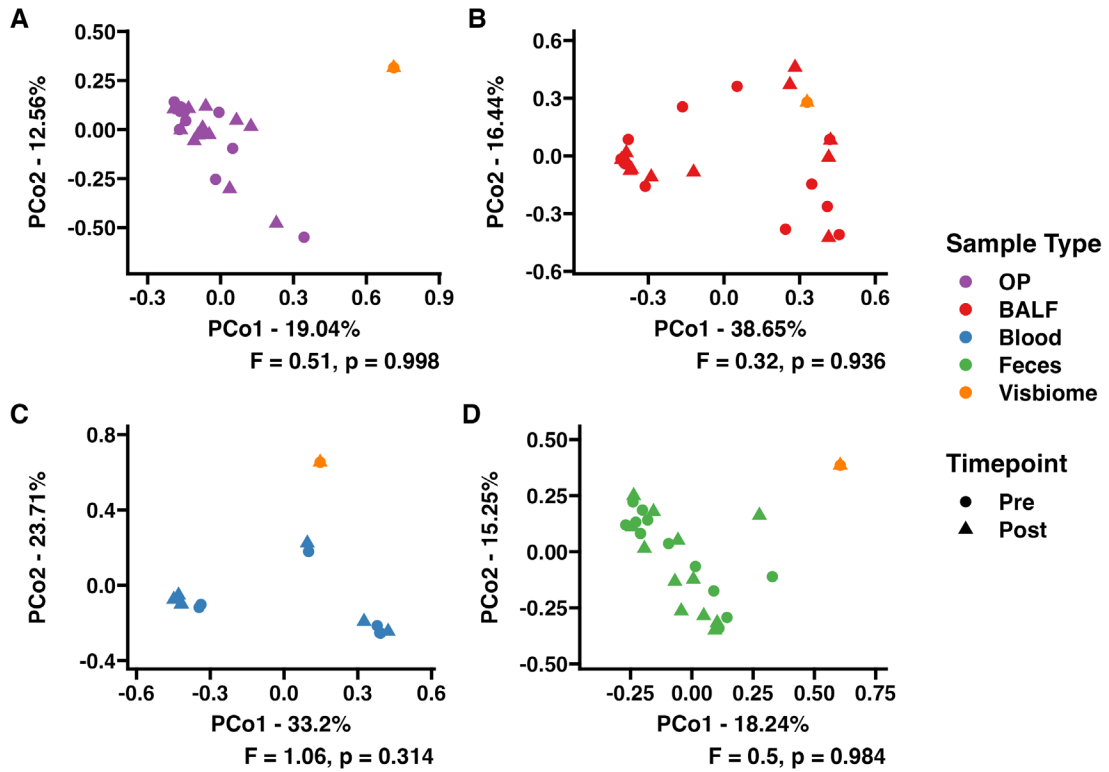 A
0.50
0.25
0.00
-0.25
-0.50
PCo2 - 12.56%
-0.3 0.0 0.3 0.6 0.9
PCo1 - 19.04%
F = 0.51, p = 0.998
B
0.6
0.3
0.0
-0.3
-0.6
PCo2 - 16.44%
-0.3 0.0 0.3 0.6
PCo1 - 38.65%
F = 0.32, p = 0.936
C
0.8
0.4
0.0
-0.4
PCo2 - 23.71%
-0.6 -0.3 0.0 0.3 0.6
PCo1 - 33.2%
F = 1.06, p = 0.314
D
0.50
0.25
0.00
-0.25
-0.50
PCo2 - 15.25%
-0.25 0.00 0.25 0.50 0.75
PCo1 - 18.24%
F = 0.5, p = 0.984
Sample Type
OP
BALF
Blood
Feces
Visbiome
Timepoint
Pre
Post